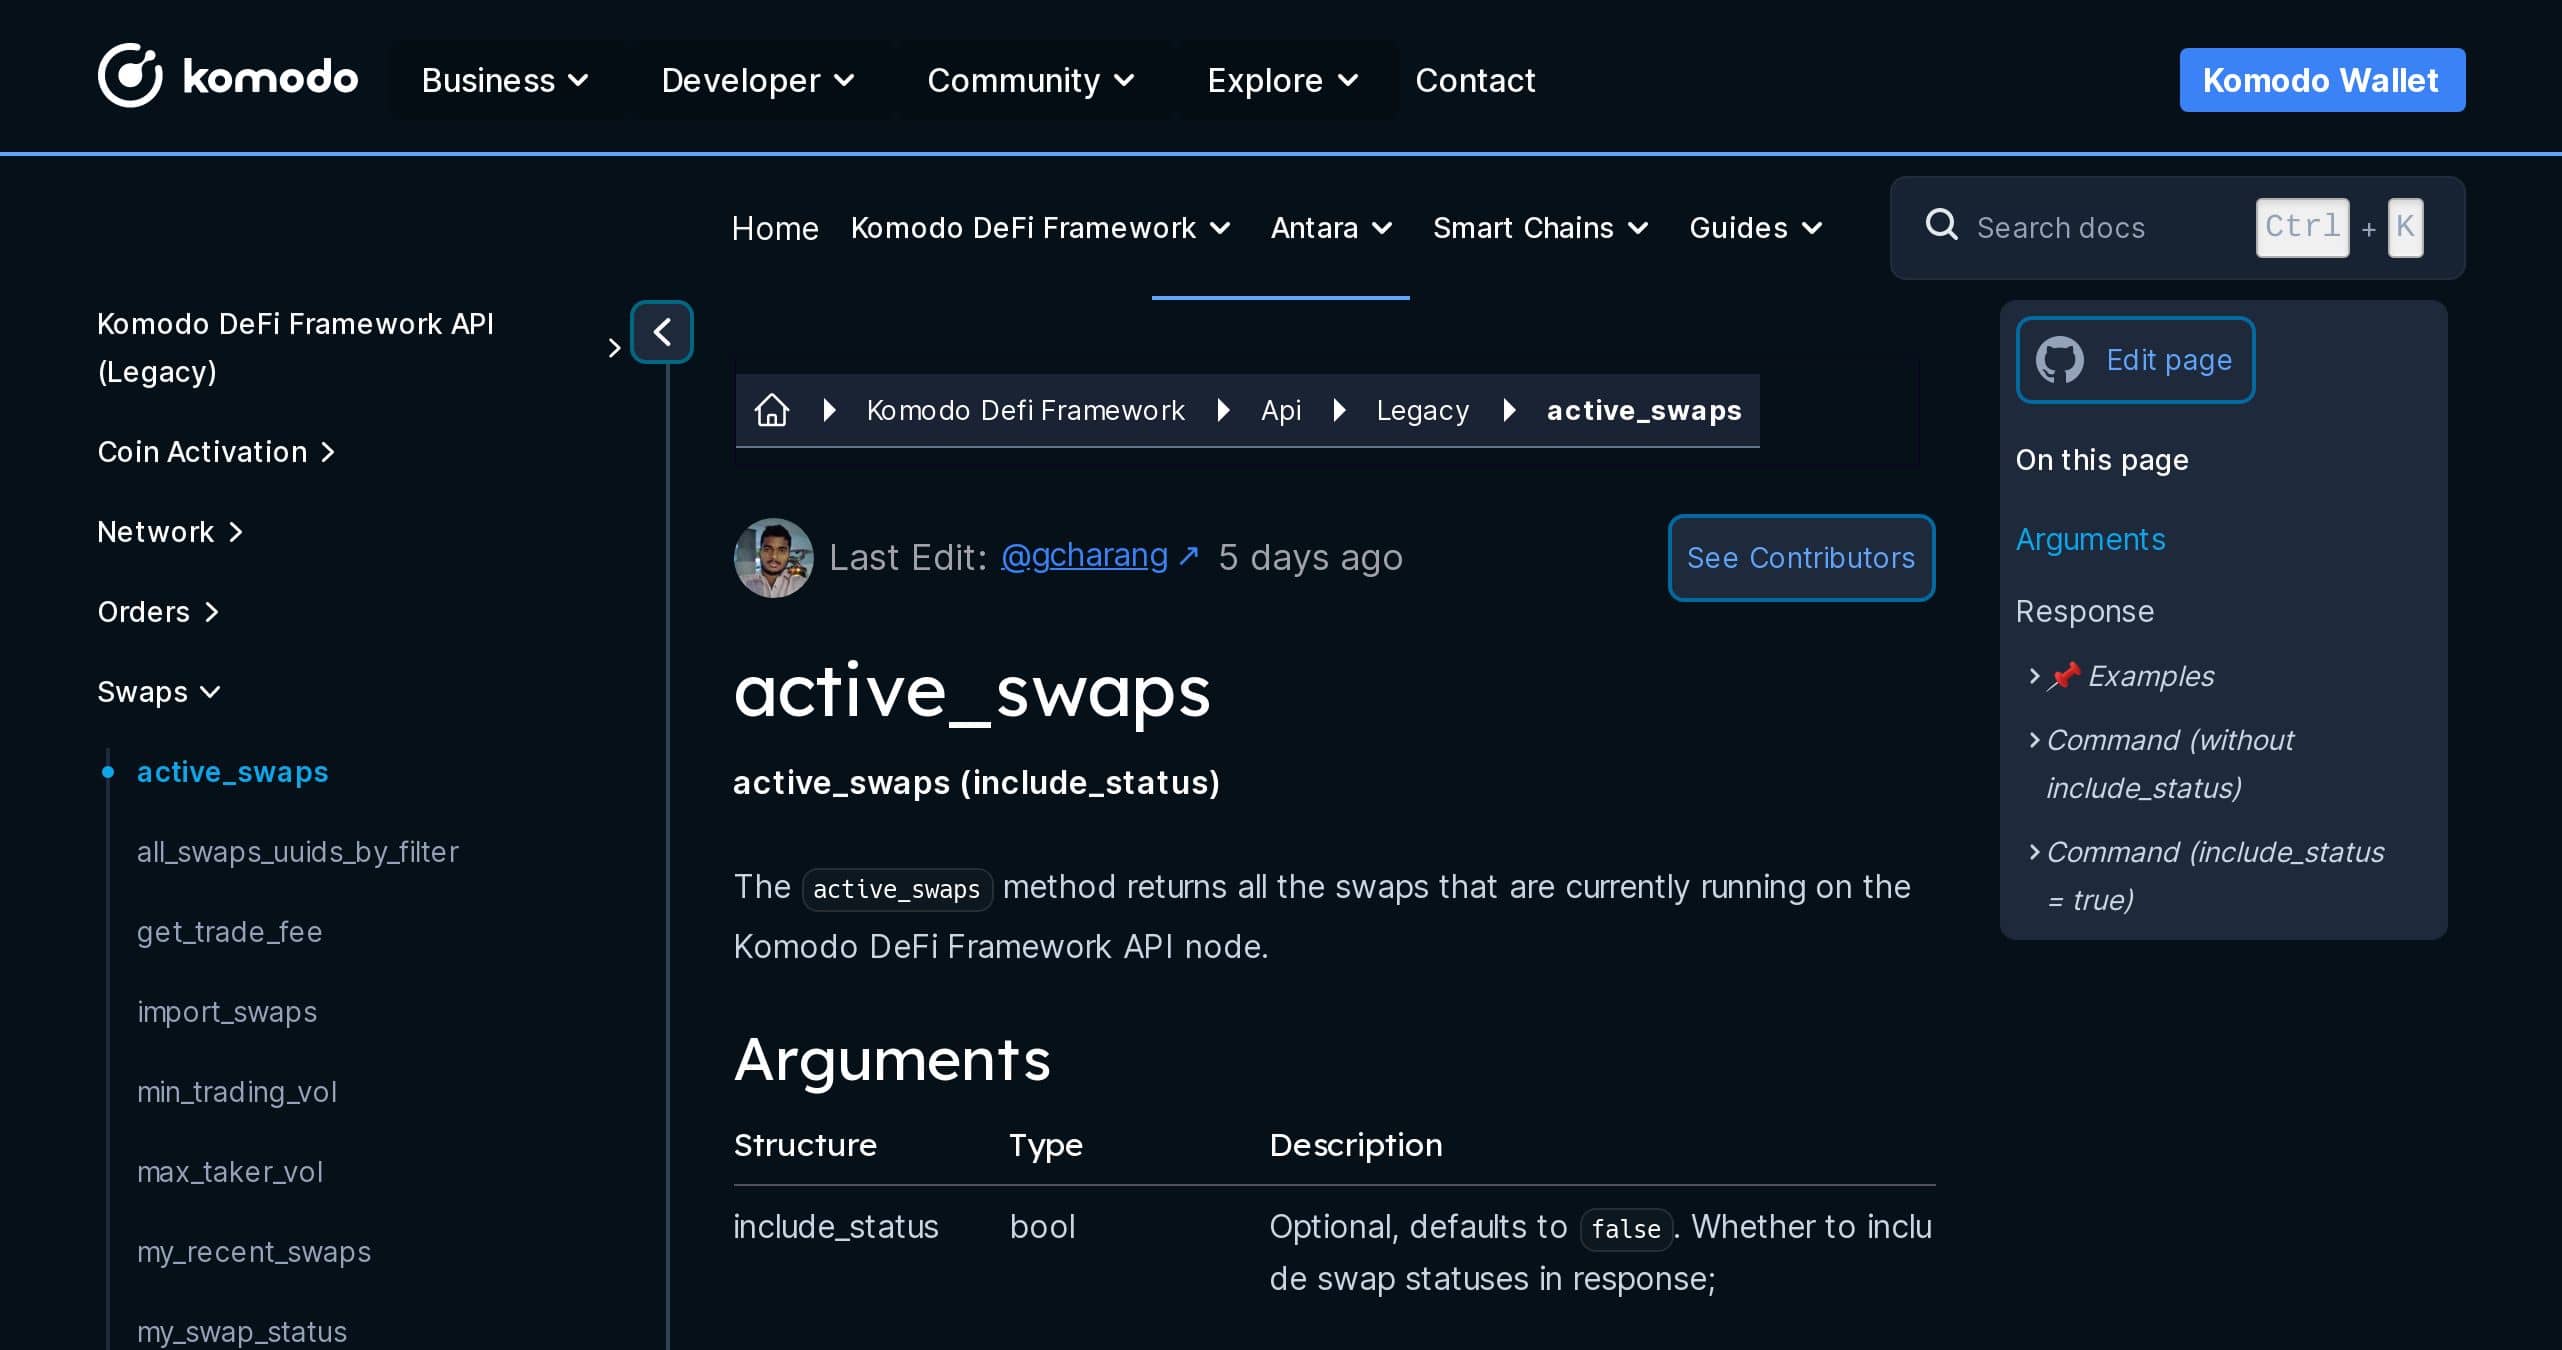 komodo
Business
Developer
Community
Explore
Contact
Komodo Wallet
Home
Komodo DeFi Framework
Antara
Smart Chains
Guides
Search docs
Ctrl + K
Komodo DeFi Framework API
(Legacy)
Coin Activation
Network
Orders
Swaps
active_swaps
all_swaps_uuids_by_filter
get_trade_fee
import_swaps
min_trading_vol
max_taker_vol
my_recent_swaps
my_swap_status
Komodo Defi Framework
Api
Legacy
active_swaps
Last Edit: @gcharang ↗ 5 days ago
See Contributors
active_swaps
active_swaps (include_status)
The active_swaps method returns all the swaps that are currently running on the
Komodo DeFi Framework API node.
Arguments
Structure Type Description
include_status bool Optional, defaults to false. Whether to inclu
de swap statuses in response;
Edit page
On this page
Arguments
Response
📌 Examples
Command (without
include_status)
Command (include_status
= true)